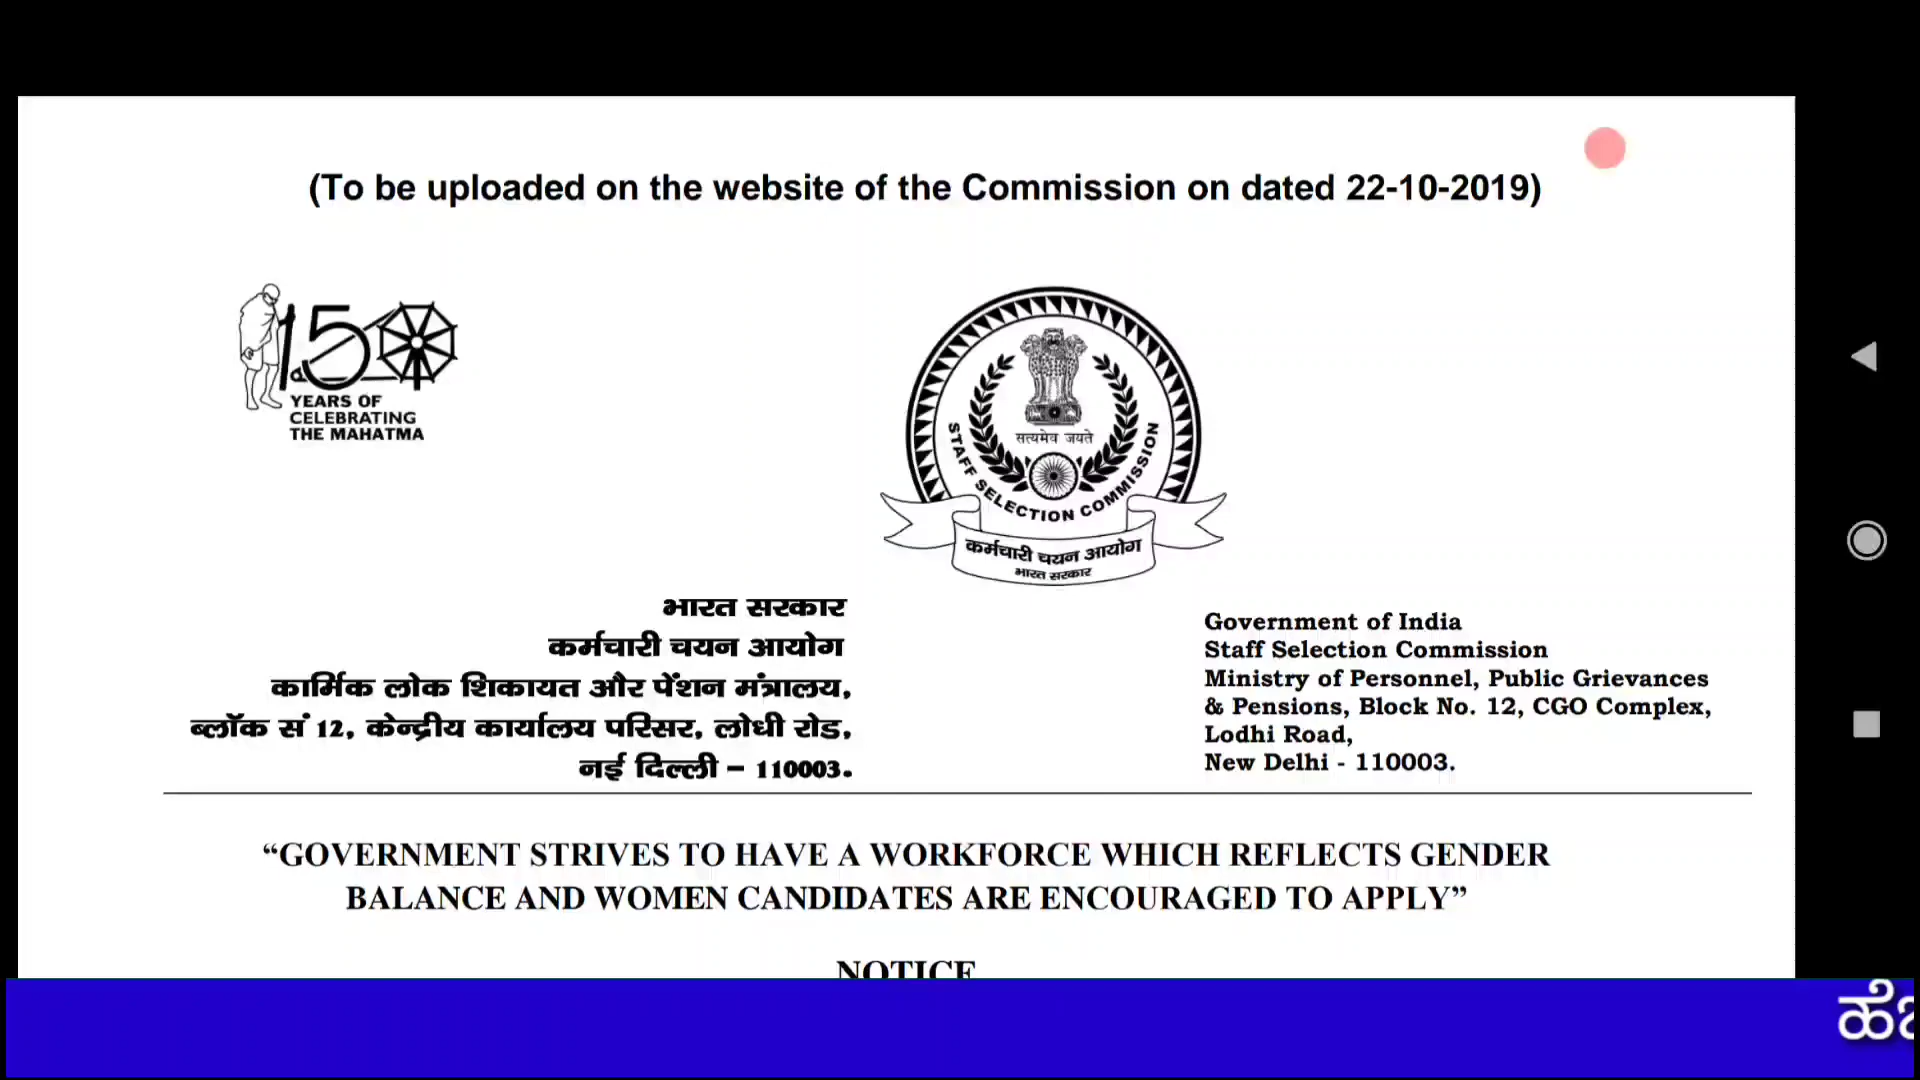 (To be uploaded on the website of the Commission on dated 22-10-2019)
150
YEARS OF
CELEBRATING
THE MAHATMA
सत्यमेव जयते
STAFF SELECTION COMMISSION
कर्मचारी चयन आयोग
भारत सरकार
भारत सरकार
कर्मचारी चयन आयोग
कार्मिक लोक शिकायत और पेंशन मंत्रालय,
ब्लॉक सं 12, केन्द्रीय कार्यालय परिसर, लोधी रोड,
नई दिल्ली – 110003.
Government of India
Staff Selection Commission
Ministry of Personnel, Public Grievances
& Pensions, Block No. 12, CGO Complex,
Lodhi Road,
New Delhi - 110003.
“GOVERNMENT STRIVES TO HAVE A WORKFORCE WHICH REFLECTS GENDER
BALANCE AND WOMEN CANDIDATES ARE ENCOURAGED TO APPLY”
NOTICE